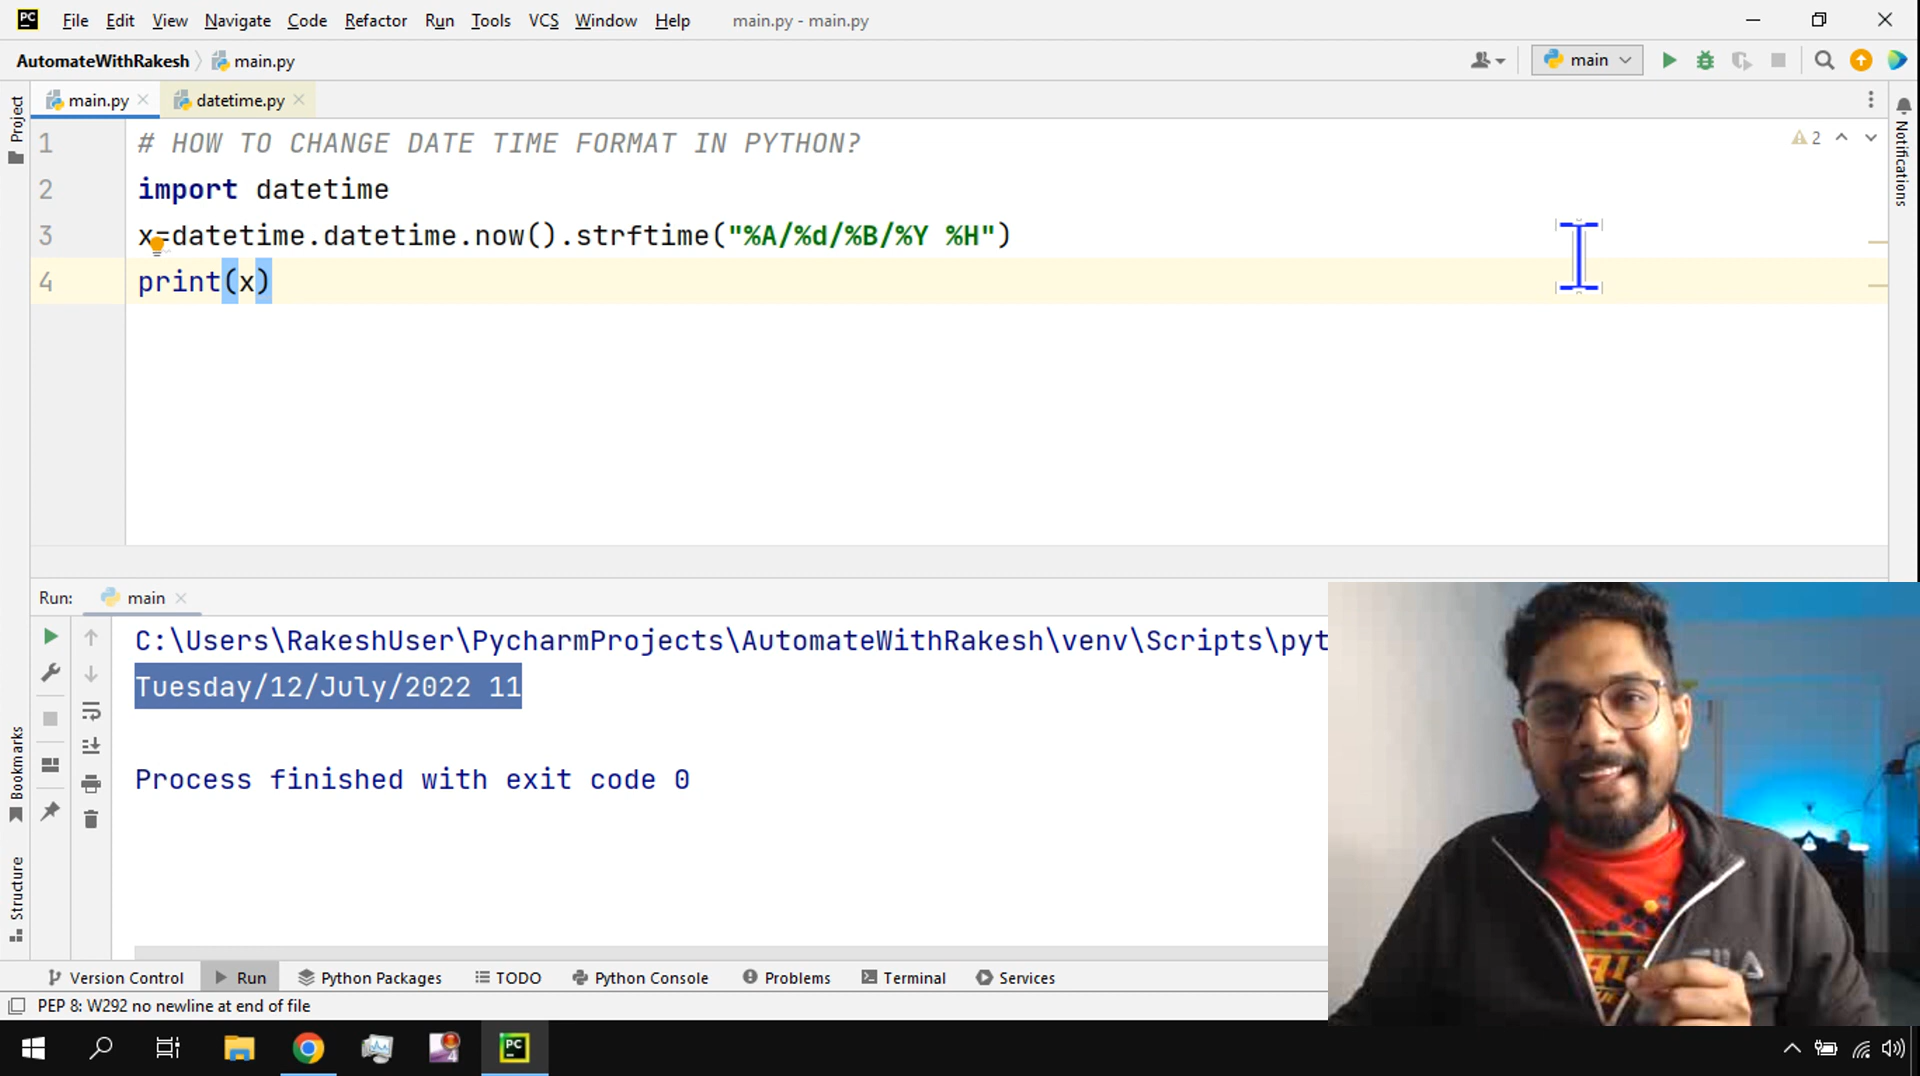 PC File Edit View Navigate Code Refactor Run Tools VCS Window Help main.py - main.py
AutomateWithRakesh main.py main
main.py datetime.py
Project
Notifications
1 # HOW TO CHANGE DATE TIME FORMAT IN PYTHON? 2
2 import datetime
3 x=datetime.datetime.now().strftime("%A/%d/%B/%Y %H")
4 print(x)
Run: main
C:\Users\RakeshUser\PycharmProjects\AutomateWithRakesh\venv\Scripts\pyt
Tuesday/12/July/2022 11
Process finished with exit code 0
Bookmarks
Structure
FILA
Version Control Run Python Packages TODO Python Console Problems Terminal Services
PEP 8: W292 no newline at end of file
4 PC